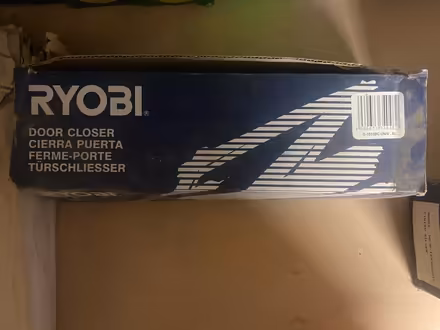 RYOBI®
DOOR CLOSER
CIERRA PUERTA
FERME-PORTE
TÜRSCHLIESSER